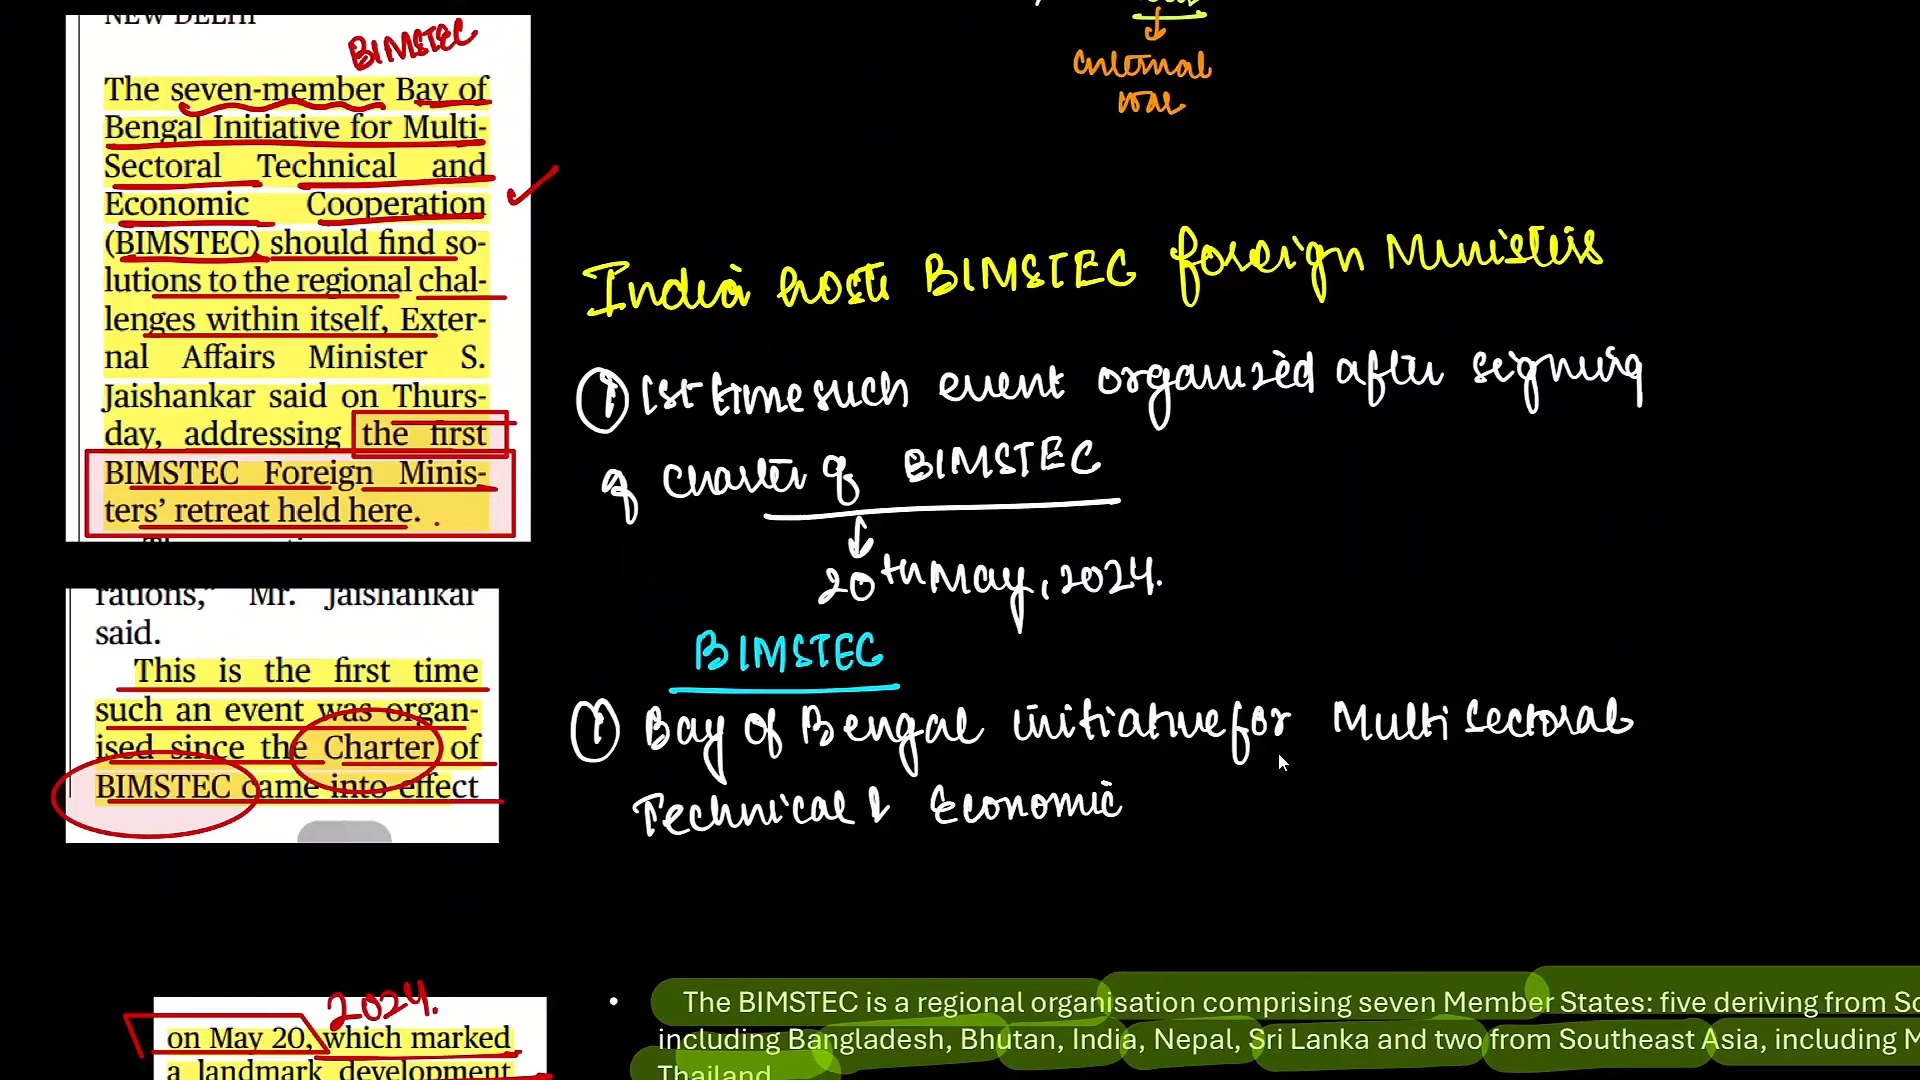 NEW DELHI
BIMSTEC
The seven-member Bay of
Bengal Initiative for Multi-
Sectoral Technical and
Economic Cooperation
(BIMSTEC) should find so-
lutions to the regional chal-
lenges within itself, Exter-
nal Affairs Minister S.
Jaishankar said on Thurs-
day, addressing the first
BIMSTEC Foreign Minis-
ters' retreat held here.
rations," Mr. Jaishankar
said.
This is the first time
such an event was organ-
ised since the Charter of
BIMSTEC came into effect
2024.
on May 20, which marked
a landmark development
war
India hosts BIMSTEC foreign Ministers
① 1st time such event organized after signing
of Charter of BIMSTEC
20th May, 2024.
BIMSTEC
① Bay of Bengal initiative for Multi sectoral
Technical & Economic
• The BIMSTEC is a regional organisation comprising seven Member States: five deriving from So
including Bangladesh, Bhutan, India, Nepal, Sri Lanka and two from Southeast Asia, including M
Thailand